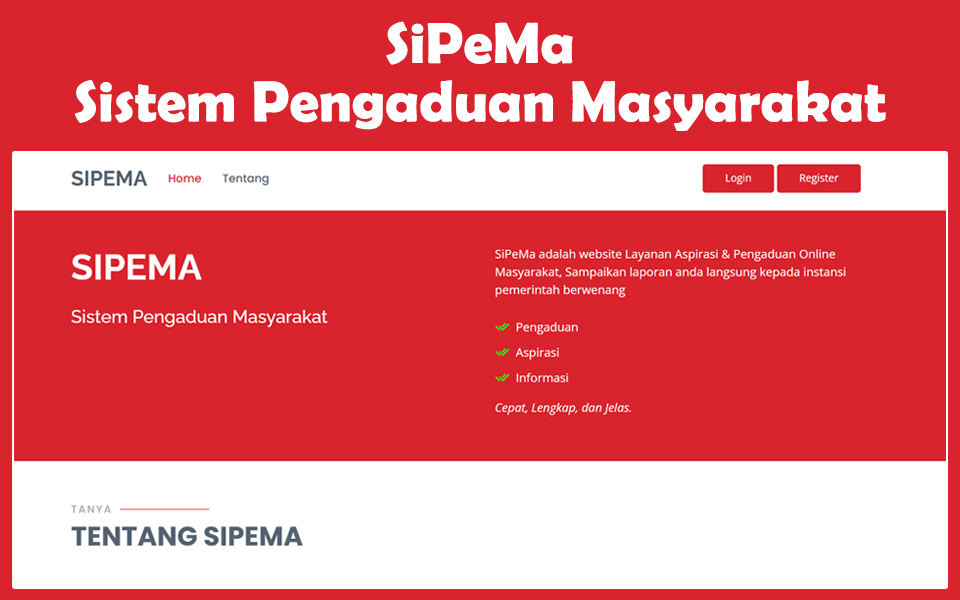 SiPeMa
Sistem Pengaduan Masyarakat
SIPEMA Home Tentang Login Register
SIPEMA
Sistem Pengaduan Masyarakat
SiPeMa adalah website Layanan Aspirasi & Pengaduan Online
Masyarakat, Sampaikan laporan anda langsung kepada instansi
pemerintah berwenang
Pengaduan
Aspirasi
Informasi
Cepat, Lengkap, dan Jelas.
TANYA
TENTANG SIPEMA